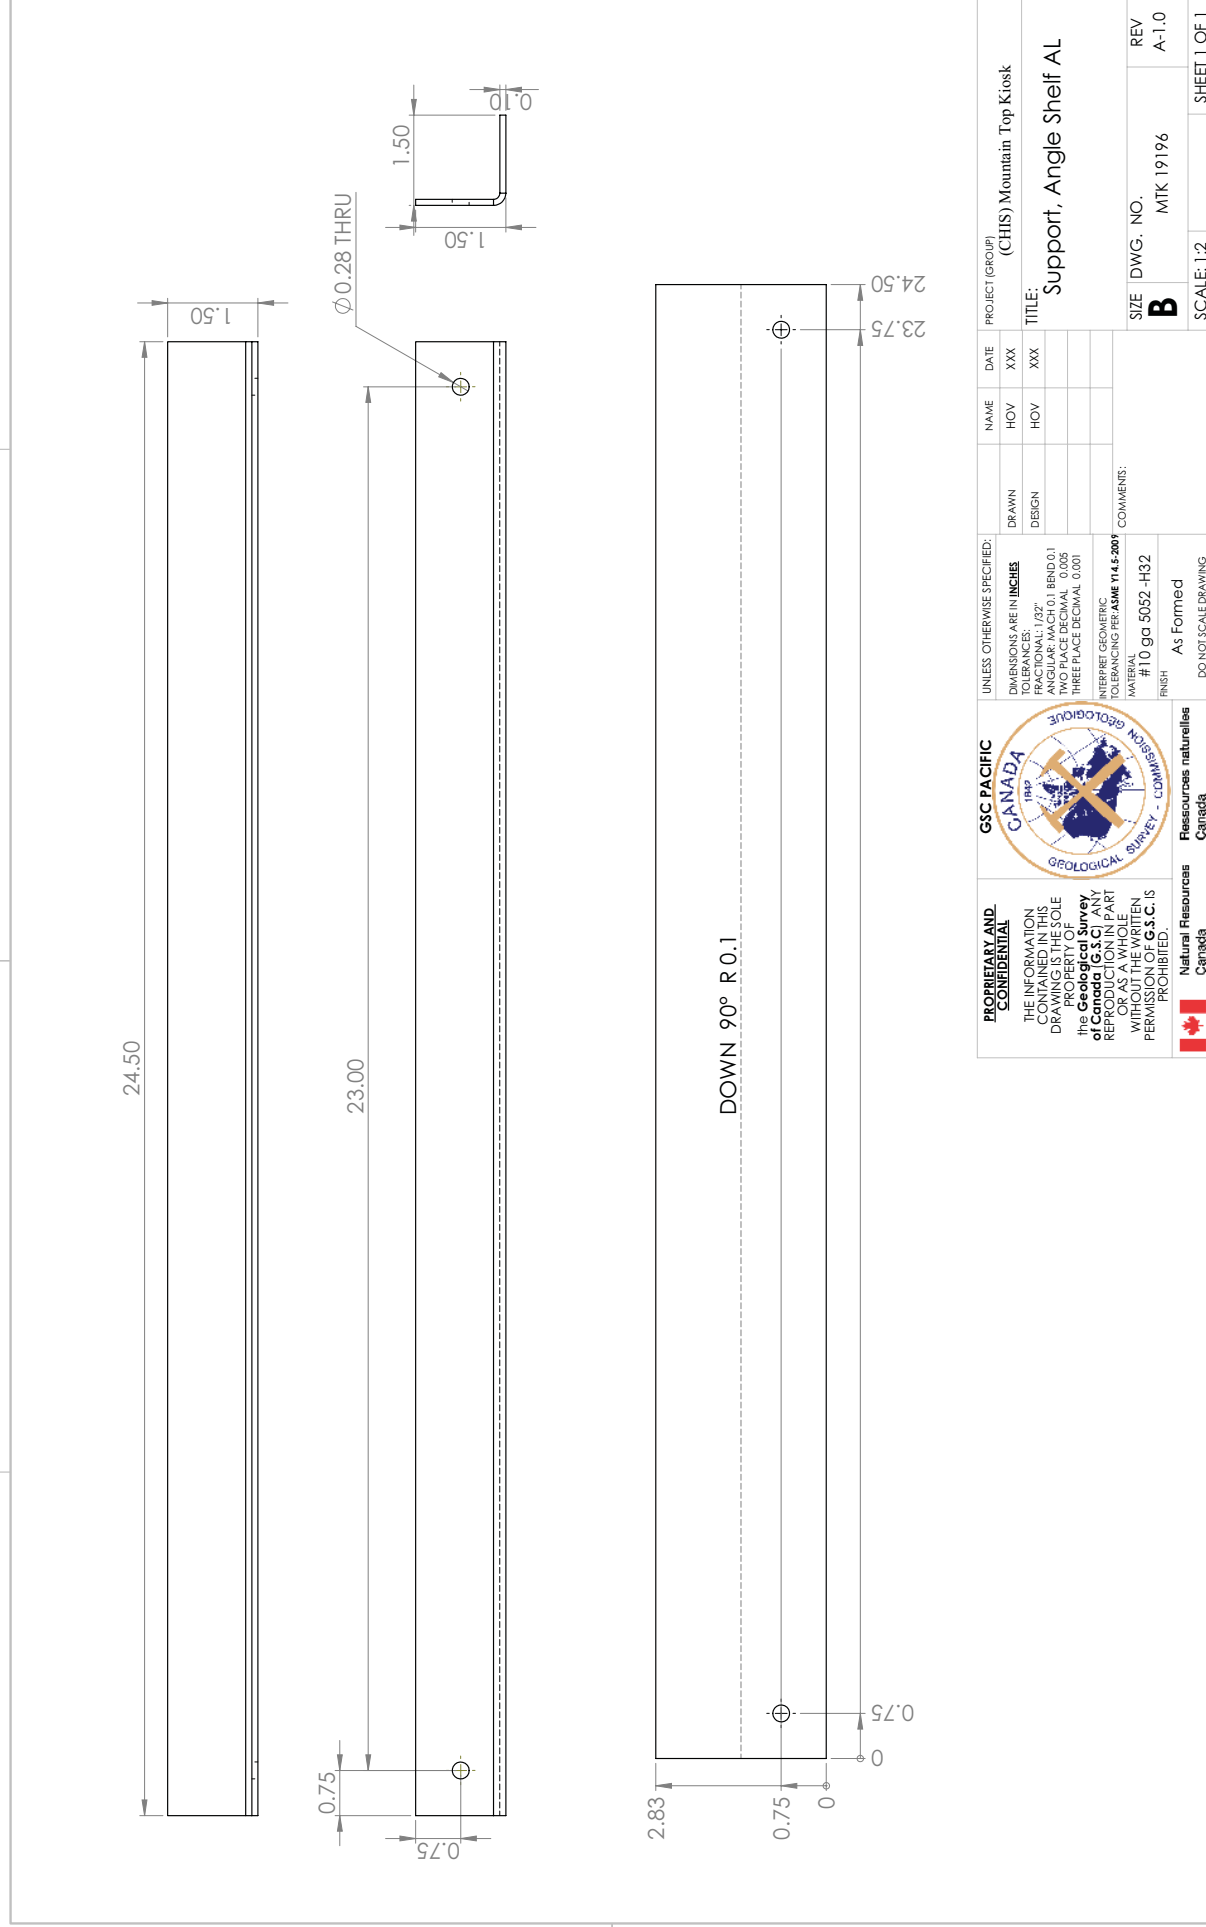 24.50
1.50
Ø0.28 THRU
23.00
0.75
0.75
1.50
1.50
0.10
DOWN 90° R 0.1
2.83
0.75
0
0
0.75
23.75
24.50
PROPRIETARY AND
CONFIDENTIAL
THE INFORMATION
CONTAINED IN THIS
DRAWING IS THE SOLE
PROPERTY OF
the Geological Survey
of Canada (G.S.C) ANY
REPRODUCTION IN PART
OR AS A WHOLE
WITHOUT THE WRITTEN
PERMISSION OF G.S.C. IS
PROHIBITED.
Natural Resources
Canada
Ressources naturelles
Canada
GSC PACIFIC
CANADA
1842
GEOLOGICAL SURVEY - COMMISSION GÉOLOGIQUE
UNLESS OTHERWISE SPECIFIED:
DIMENSIONS ARE IN INCHES
TOLERANCES:
FRACTIONAL: 1/32"
ANGULAR: MACH 0.1 BEND 0.1
TWO PLACE DECIMAL 0.005
THREE PLACE DECIMAL 0.001
INTERPRET GEOMETRIC
TOLERANCING PER: ASME Y14.5-2009
MATERIAL
#10 ga 5052 -H32
FINISH
As Formed
DO NOT SCALE DRAWING
NAME DATE
DRAWN HOV XXX
DESIGN HOV XXX
COMMENTS:
PROJECT (GROUP)
(CHIS) Mountain Top Kiosk
TITLE:
Support, Angle Shelf AL
SIZE DWG. NO. REV
B MTK 19196 A-1.0
SCALE: 1:2 SHEET 1 OF 1